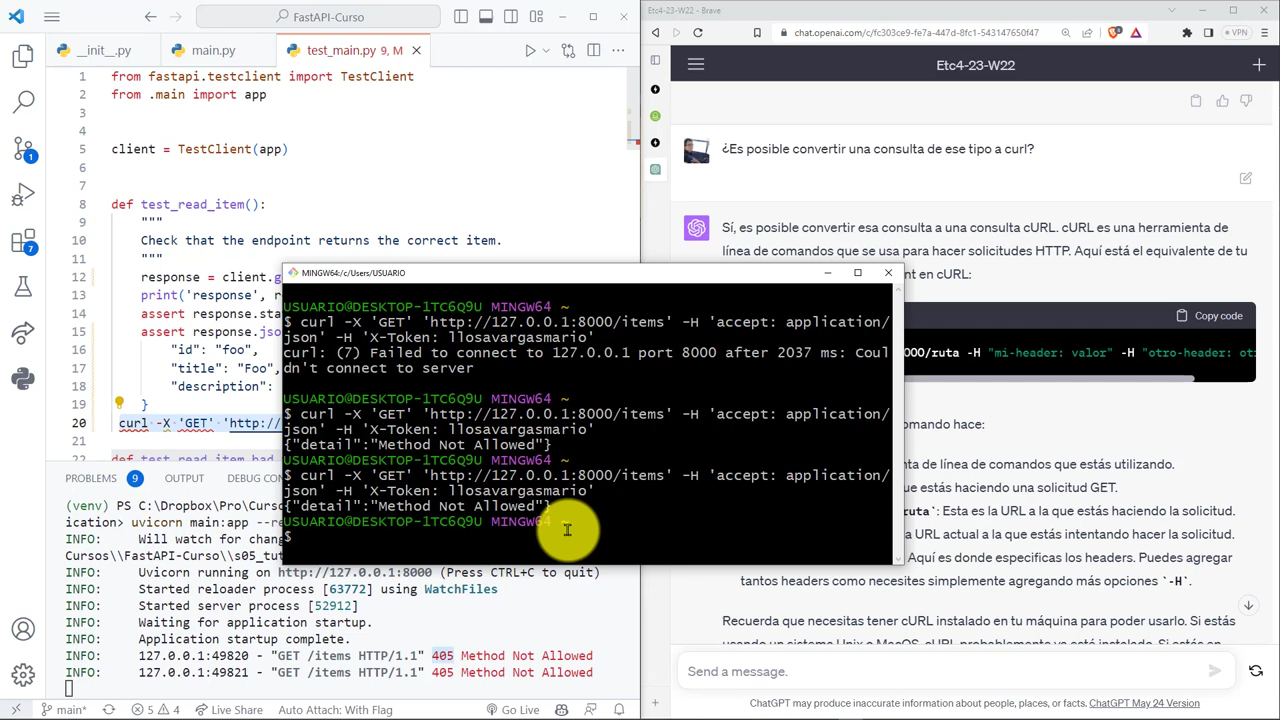 FastAPI-Curso
__init__.py
main.py
test_main.py 9, M
1 from fastapi.testclient import TestClient
2 from .main import app
3
4
5 client = TestClient(app)
6
7
8 def test_read_item():
9 """
10 Check that the endpoint returns the correct item.
11 """
12 response = client.g
13 print('response', r
14 assert response.sta
15 assert response.jso
16 "id": "foo",
17 "title": "Foo",
18 "description":
19 }
20 curl -X 'GET' 'http://
21
1
7
PROBLEMS 9 OUTPUT DEBUG CON
(venv) PS C:\Dropbox\Pro
ication> uvicorn main:app --re
INFO: Will watch for chan
Cursos\\FastAPI-Curso\\s05_tut
INFO: Uvicorn running on http://127.0.0.1:8000 (Press CTRL+C to quit)
INFO: Started reloader process [63772] using WatchFiles
INFO: Started server process [52912]
INFO: Waiting for application startup.
INFO: Application startup complete.
INFO: 127.0.0.1:49820 - "GET /items HTTP/1.1" 405 Method Not Allowed
INFO: 127.0.0.1:49821 - "GET /items HTTP/1.1" 405 Method Not Allowed
main* 5 4 Live Share Auto Attach: With Flag Go Live
MINGW64:/c/Users/USUARIO
USUARIO@DESKTOP-1TC6Q9U MINGW64 ~
$ curl -X 'GET' 'http://127.0.0.1:8000/items' -H 'accept: application/
json' -H 'X-Token: llosavargasmario'
curl: (7) Failed to connect to 127.0.0.1 port 8000 after 2037 ms: Coul
dn't connect to server
USUARIO@DESKTOP-1TC6Q9U MINGW64 ~
$ curl -X 'GET' 'http://127.0.0.1:8000/items' -H 'accept: application/
json' -H 'X-Token: llosavargasmario'
{"detail":"Method Not Allowed"}
USUARIO@DESKTOP-1TC6Q9U MINGW64 ~
$ curl -X 'GET' 'http://127.0.0.1:8000/items' -H 'accept: application/
json' -H 'X-Token: llosavargasmario'
{"detail":"Method Not Allowed"}
USUARIO@DESKTOP-1TC6Q9U MINGW64 ~
$
Etc4-23-W22 - Brave
chat.openai.com/c/fc303ce9-fe7a-447d-8fc1-543147650f47
VPN
Etc4-23-W22
¿Es posible convertir una consulta de ese tipo a curl?
Sí, es posible convertir esa consulta a una consulta cURL. cURL es una herramienta de
línea de comandos que se usa para hacer solicitudes HTTP. Aquí está el equivalente de tu
nt en cURL:
Copy code
000/ruta -H "mi-header: valor" -H "otro-header: ot
omando hace:
nta de línea de comandos que estás utilizando.
que estás haciendo una solicitud GET.
ruta`: Esta es la URL a la que estás haciendo la solicitud.
URL actual a la que estás intentando hacer la solicitud.
Aquí es donde especificas los headers. Puedes agregar
tantos headers como necesites simplemente agregando más opciones `-H`.
Recuerda que necesitas tener cURL instalado en tu máquina para poder usarlo. Si estás
Send a message.
ChatGPT may produce inaccurate information about people, places, or facts. ChatGPT May 24 Version